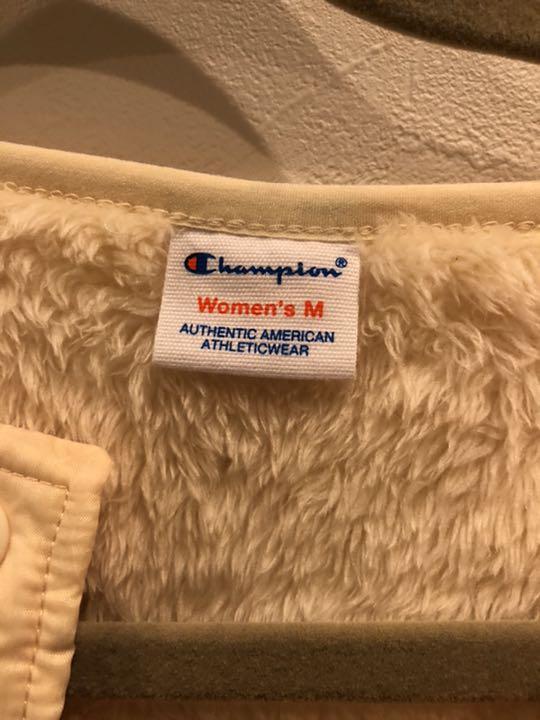 Champion®
Women's M
AUTHENTIC AMERICAN
ATHLETICWEAR